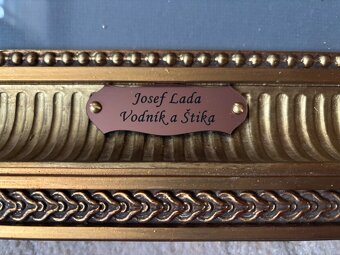 Josef Lada
Vodník a Štika